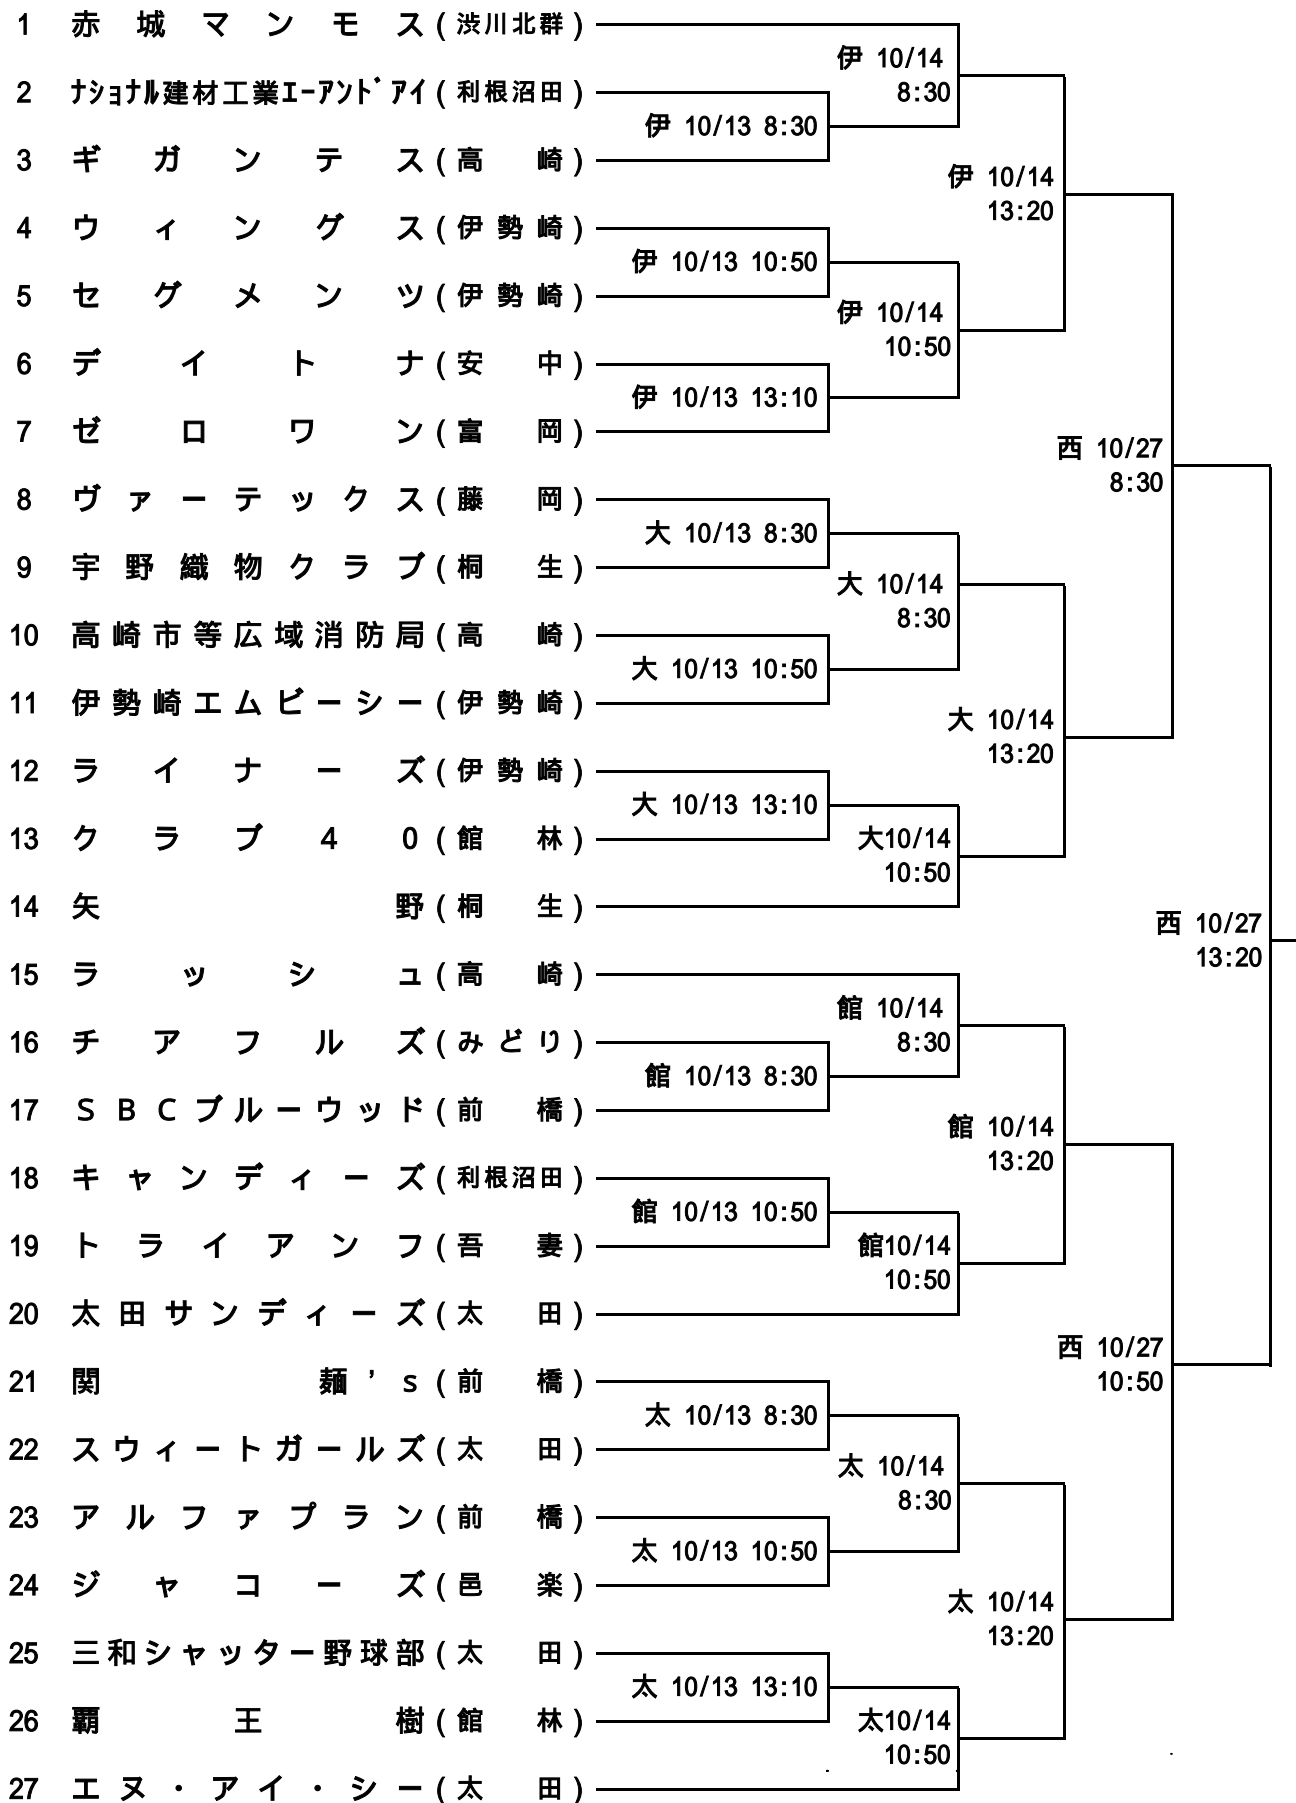 1 赤城マンモス(渋川北群)
伊 10/14
8:30
2 ﾅｼｮﾅﾙ建材工業ｴｰｱﾝﾄﾞｱｲ(利根沼田)
伊 10/13 8:30
3 ギガンテス(高崎)
伊 10/14
13:20
4 ウィングス(伊勢崎)
伊 10/13 10:50
5 セグメンツ(伊勢崎)
伊 10/14
10:50
6 デイトナ(安中)
伊 10/13 13:10
7 ゼロワン(富岡)
西 10/27
8:30
8 ヴァーテックス(藤岡)
大 10/13 8:30
9 宇野織物クラブ(桐生)
大 10/14
8:30
10 高崎市等広域消防局(高崎)
大 10/13 10:50
11 伊勢崎エムビーシー(伊勢崎)
大 10/14
13:20
12 ライナーズ(伊勢崎)
大 10/13 13:10
13 クラブ40(館林)
大10/14
10:50
14 矢野(桐生)
西 10/27
13:20
15 ラッシュ(高崎)
館 10/14
8:30
16 チアフルズ(みどり)
館 10/13 8:30
17 SBCブルーウッド(前橋)
館 10/14
13:20
18 キャンディーズ(利根沼田)
館 10/13 10:50
19 トライアンフ(吾妻)
館10/14
10:50
20 太田サンディーズ(太田)
西 10/27
10:50
21 関麺’s(前橋)
太 10/13 8:30
22 スウィートガールズ(太田)
太 10/14
8:30
23 アルファプラン(前橋)
太 10/13 10:50
24 ジャコーズ(邑楽)
太 10/14
13:20
25 三和シャッター野球部(太田)
太 10/13 13:10
26 覇王樹(館林)
太10/14
10:50
27 エヌ・アイ・シー(太田)